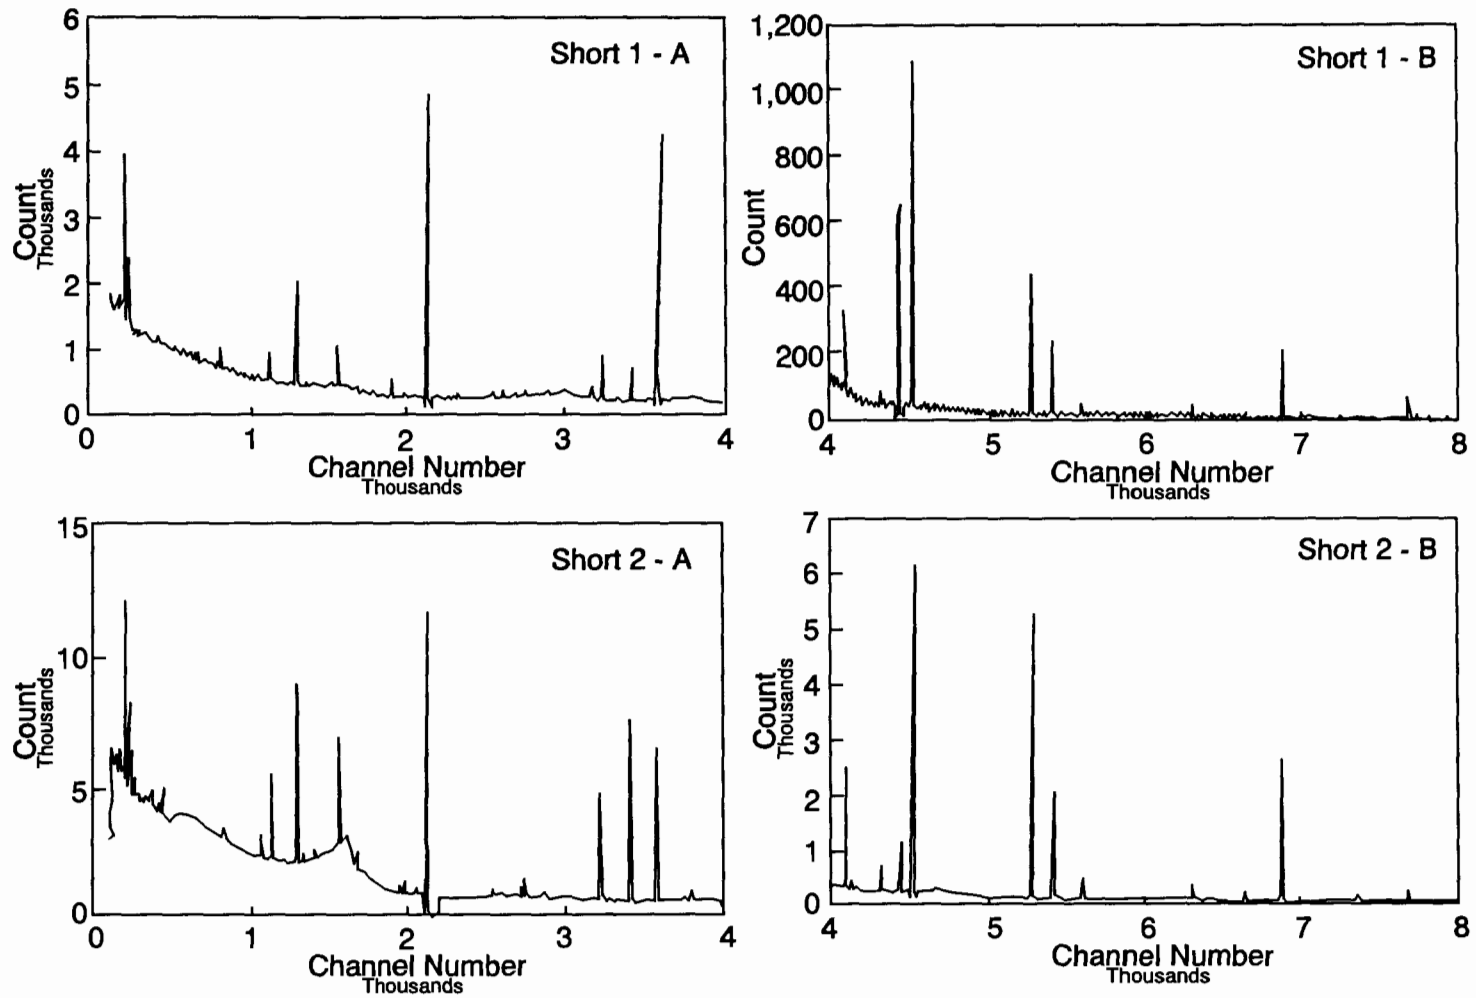 6
Short 1 - A
5
4
3
2
1
0
Count
Thousands
0 1 2 3 4
Channel Number
Thousands
1,200
Short 1 - B
1,000
800
600
400
200
0
Count
4 5 6 7 8
Channel Number
Thousands
15
Short 2 - A
10
5
0
Count
Thousands
0 1 2 3 4
Channel Number
Thousands
7
Short 2 - B
6
5
4
3
2
1
0
Count
Thousands
4 5 6 7 8
Channel Number
Thousands